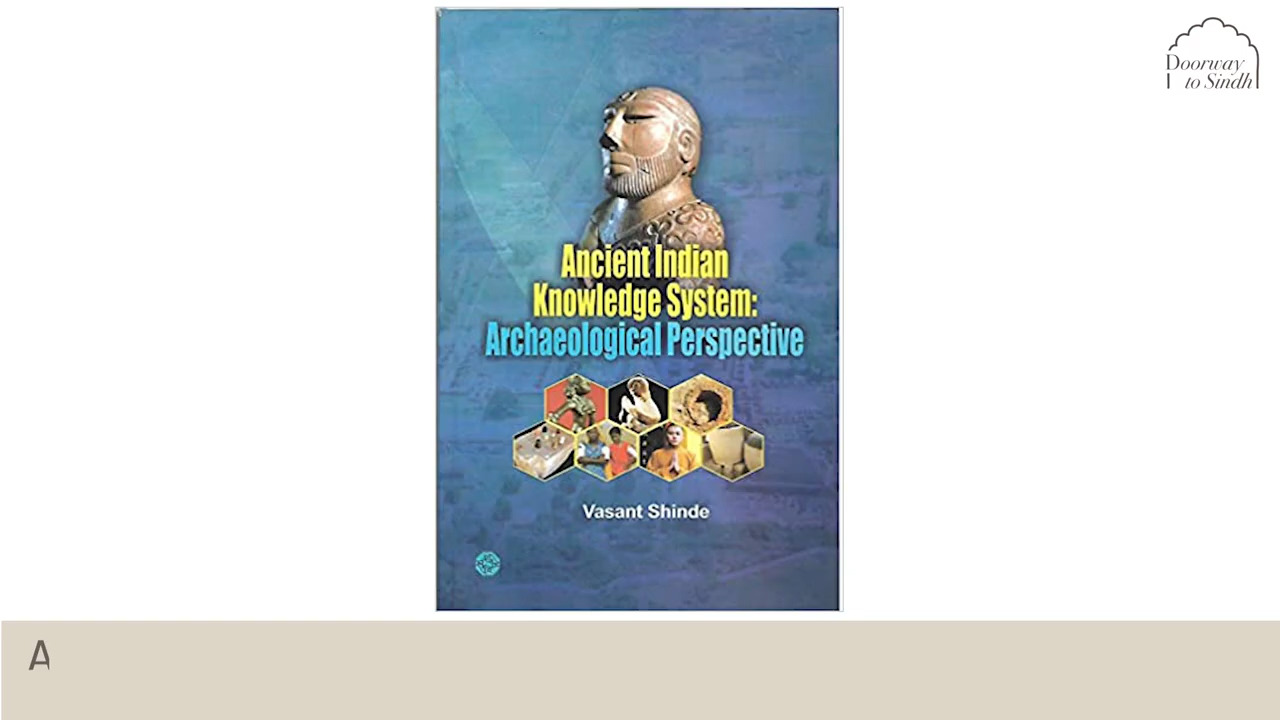 Doorway
to Sindh
Ancient Indian
Knowledge System:
Archaeological Perspective
Vasant Shinde
A